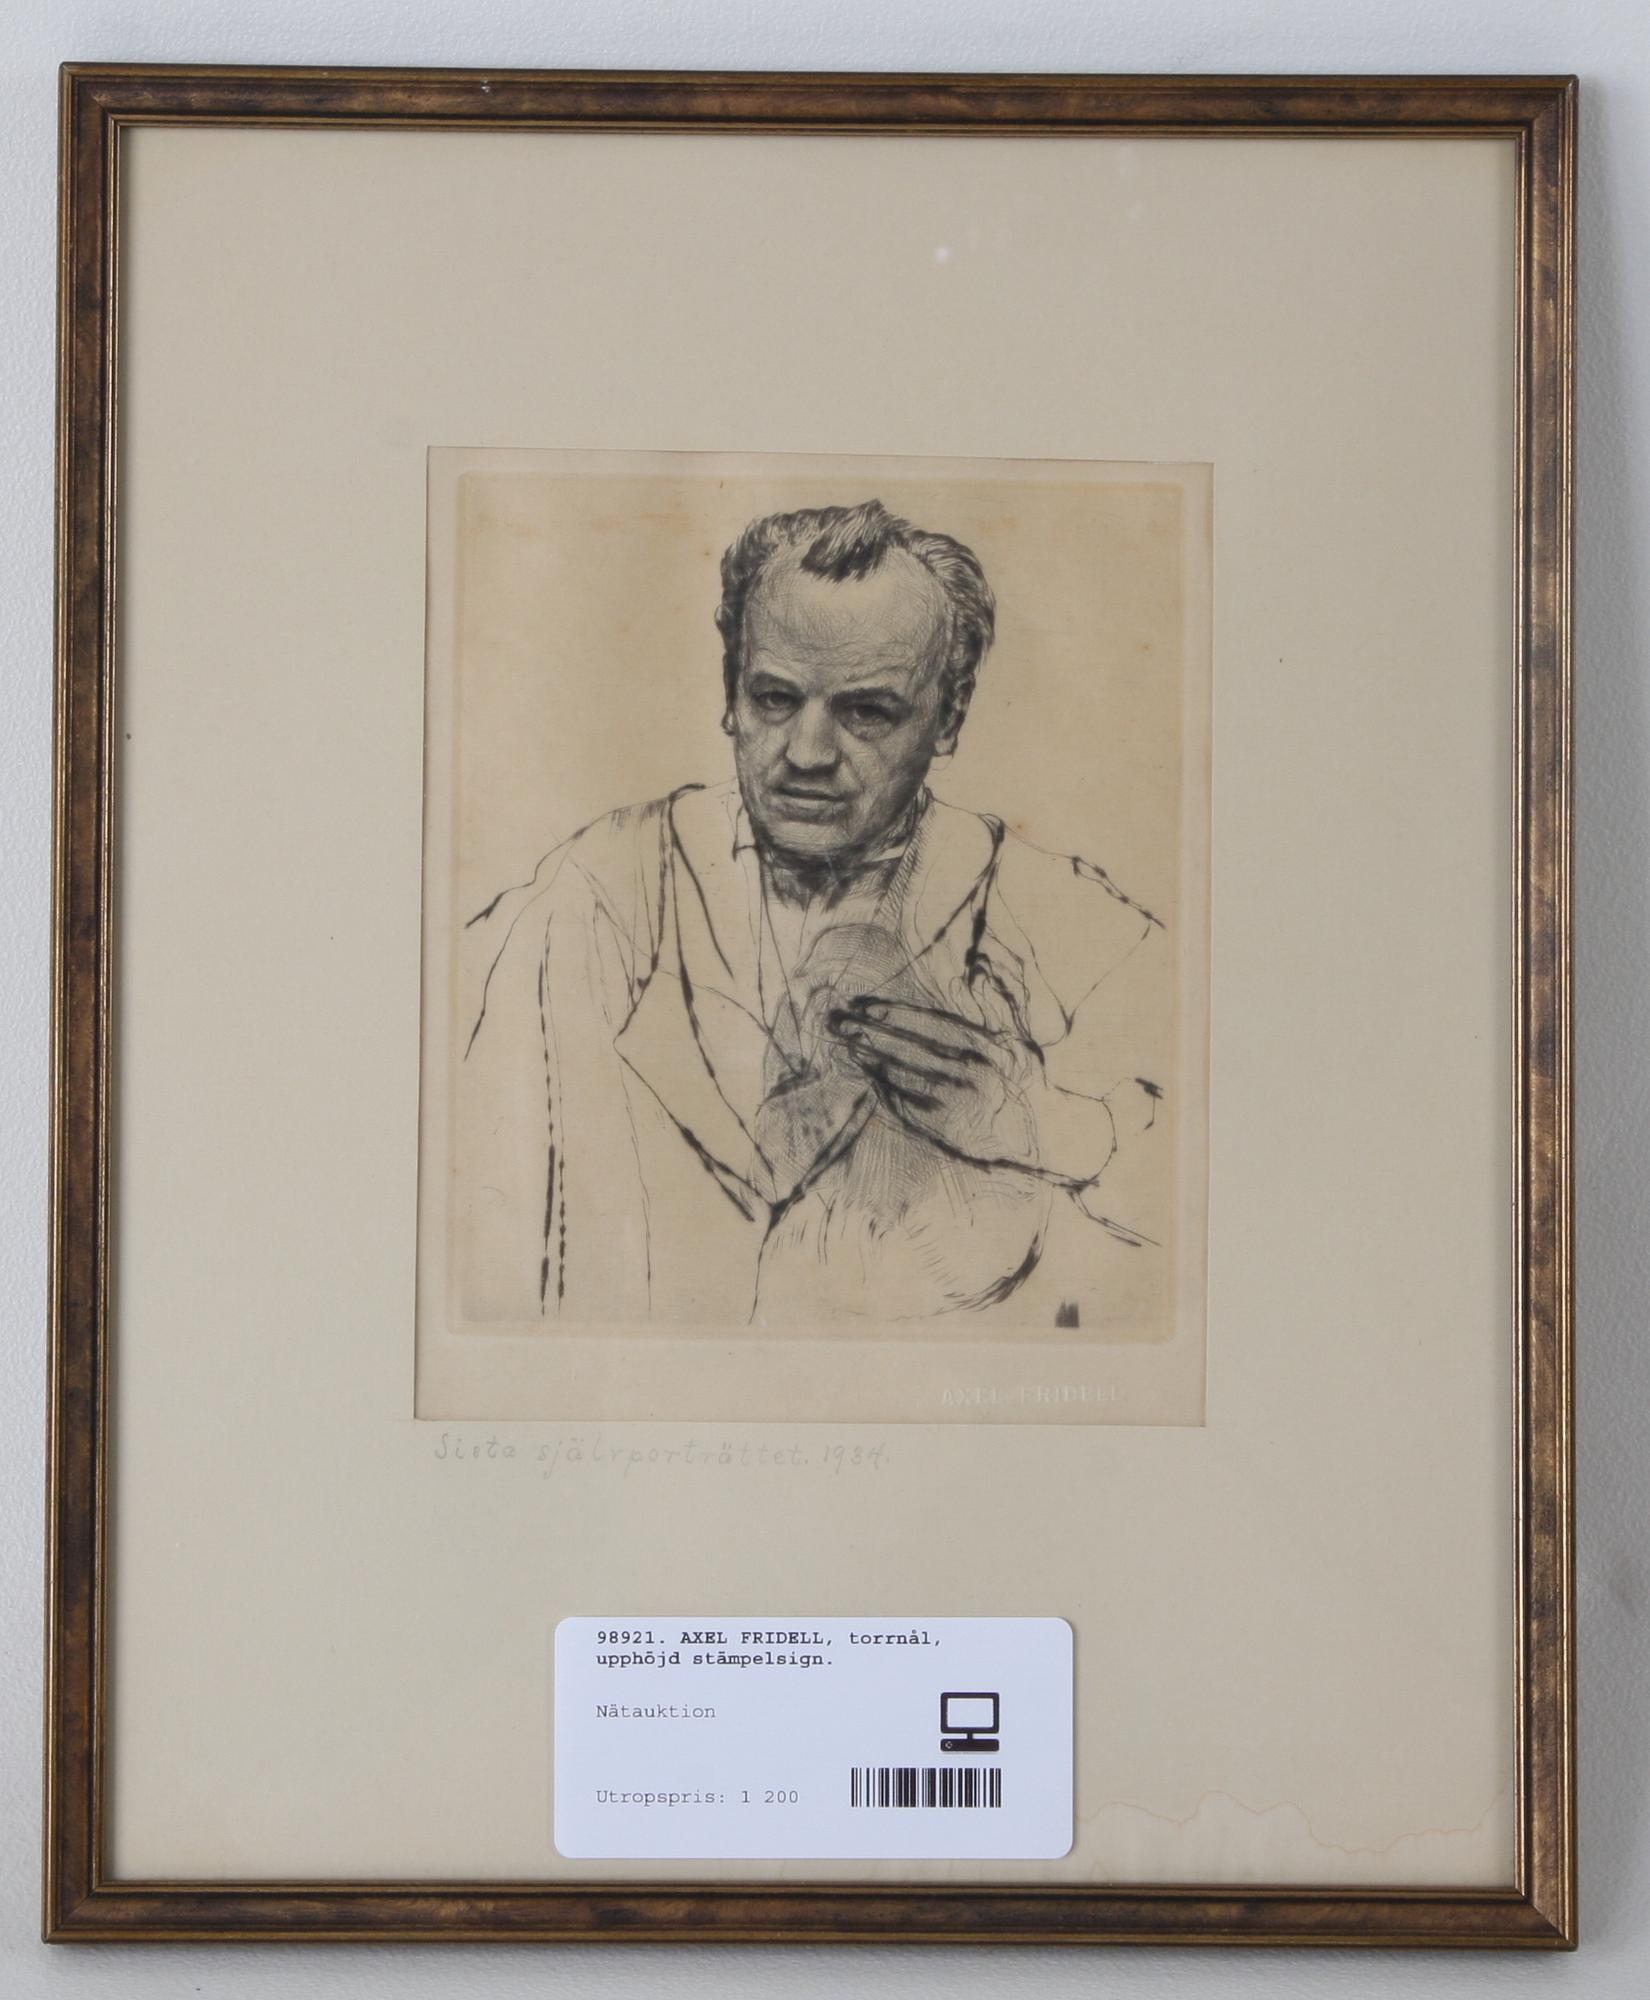 AXEL FRIDELL
Sista självporträttet. 1934.
98921. AXEL FRIDELL, torrnål,
upphöjd stämpelsign.
Nätauktion
Utropspris: 1 200